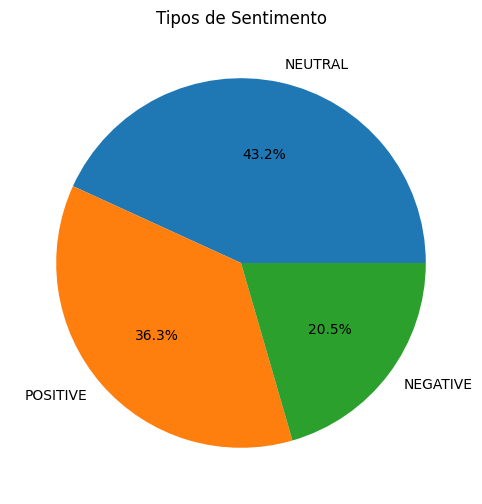 Tipos de Sentimento
NEUTRAL
43.2%
36.3%
20.5%
POSITIVE
NEGATIVE